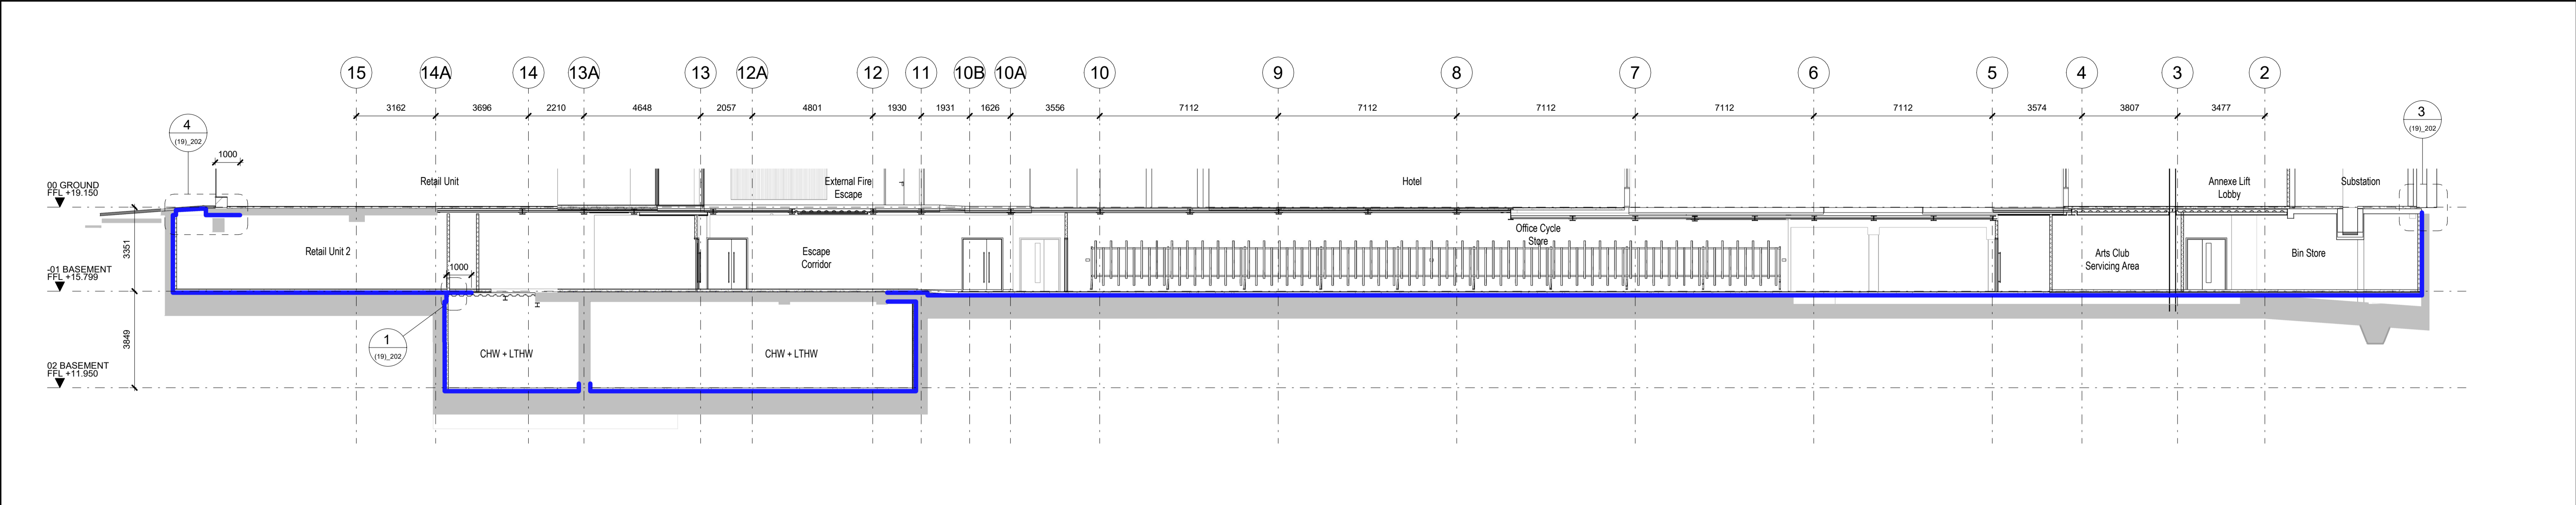 15
14A
14
13A
13
12A
12
11
10B
10A
10
9
8
7
6
5
4
3
2
3162
3696
2210
4648
2057
4801
1930
1931
1626
3556
7112
7112
7112
7112
7112
3574
3807
3477
4
(19)_202
3
(19)_202
1000
00 GROUND
FFL +19.150
Retail Unit
External Fire
Escape
Hotel
Annexe Lift
Lobby
Substation
3351
Retail Unit 2
Escape
Corridor
Office Cycle
Store
Arts Club
Servicing Area
Bin Store
1000
-01 BASEMENT
FFL +15.799
3849
1
(19)_202
CHW + LTHW
CHW + LTHW
02 BASEMENT
FFL +11.950